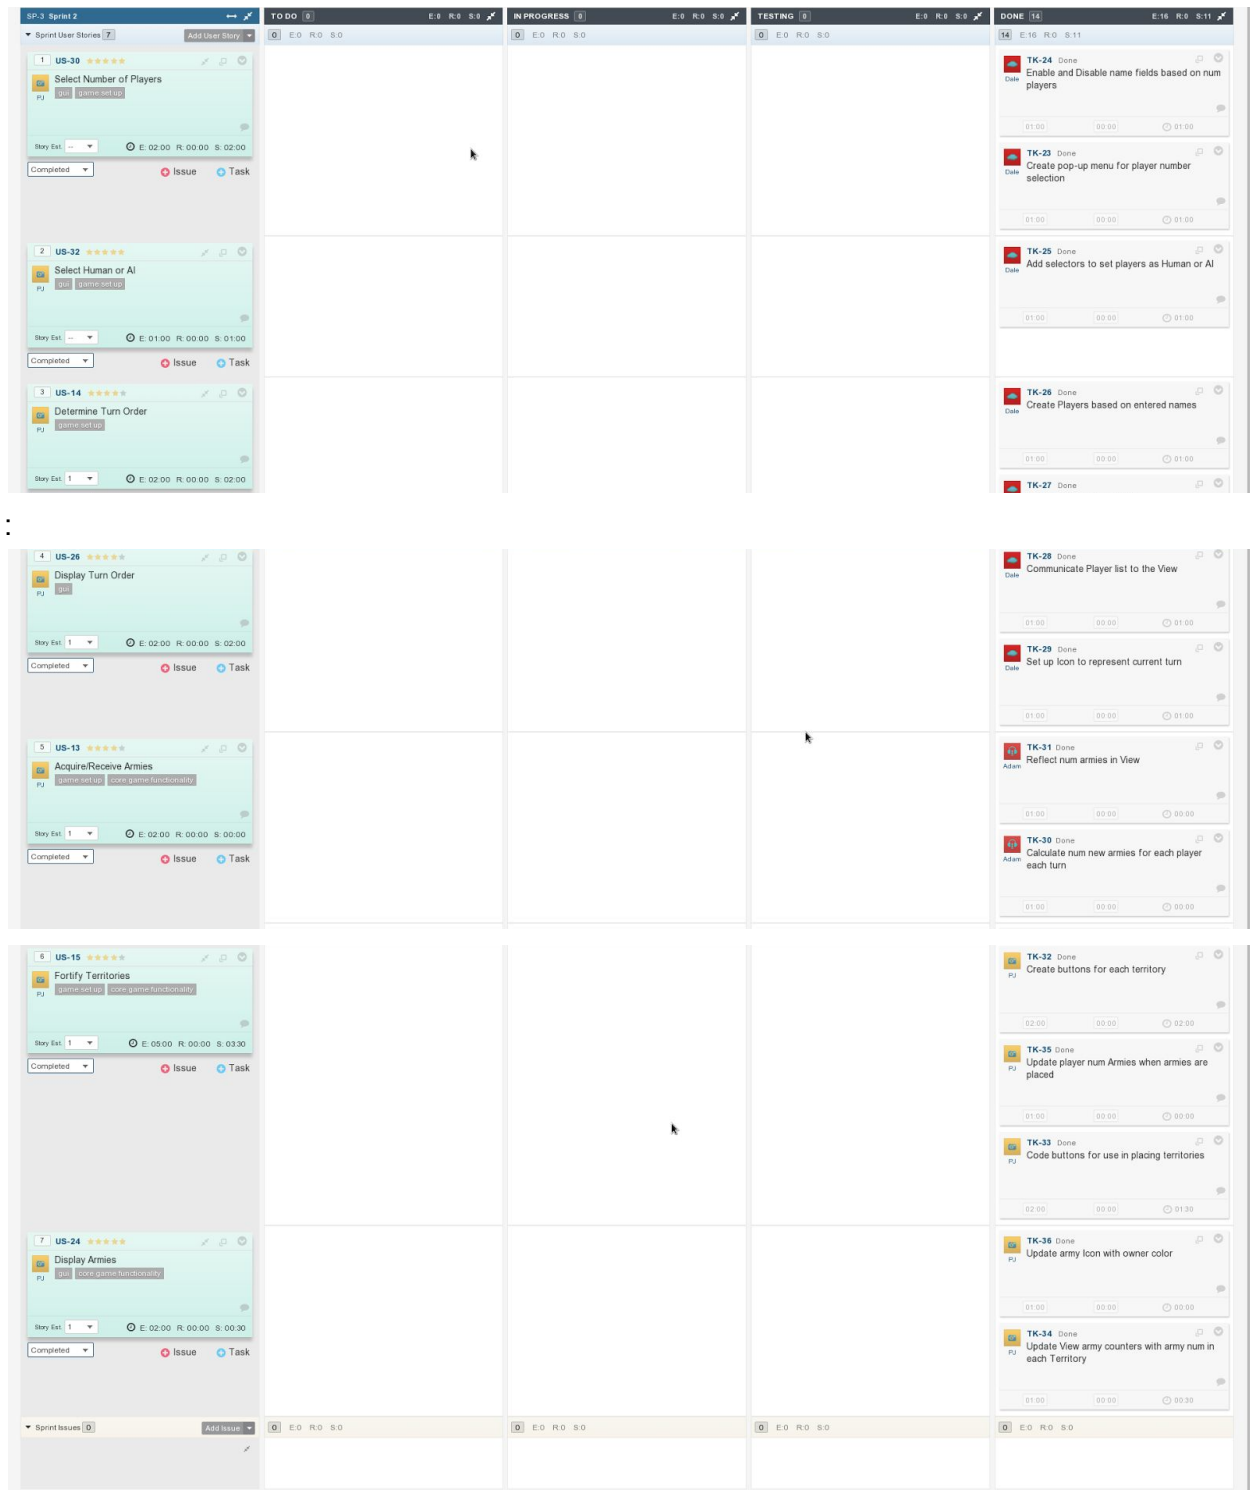 SP-3 Sprint 2
TO DO 0 E:0 R:0 S:0
IN PROGRESS 0 E:0 R:0 S:0
TESTING 0 E:0 R:0 S:0
DONE 14 E:16 R:0 S:11
Sprint User Stories 7 Add User Story
0 E:0 R:0 S:0
0 E:0 R:0 S:0
0 E:0 R:0 S:0
14 E:16 R:0 S:11
1 US-30
Select Number of Players
PJ
gui game set up
Story Est. -- E: 02:00 R: 00:00 S: 02:00
Completed Issue Task
TK-24 Done
Dale
Enable and Disable name fields based on num
players
01:00 00:00 01:00
TK-23 Done
Dale
Create pop-up menu for player number
selection
01:00 00:00 01:00
2 US-32
Select Human or AI
PJ
gui game set up
Story Est. -- E: 01:00 R: 00:00 S: 01:00
Completed Issue Task
TK-25 Done
Dale
Add selectors to set players as Human or AI
01:00 00:00 01:00
3 US-14
Determine Turn Order
PJ
game set up
Story Est. 1 E: 02:00 R: 00:00 S: 02:00
TK-26 Done
Dale
Create Players based on entered names
01:00 00:00 01:00
TK-27 Done
:
4 US-26
Display Turn Order
PJ
gui
Story Est. 1 E: 02:00 R: 00:00 S: 02:00
Completed Issue Task
TK-28 Done
Dale
Communicate Player list to the View
01:00 00:00 01:00
TK-29 Done
Dale
Set up Icon to represent current turn
01:00 00:00 01:00
5 US-13
Acquire/Receive Armies
PJ
game set up core game functionality
Story Est. 1 E: 02:00 R: 00:00 S: 00:00
Completed Issue Task
TK-31 Done
Adam
Reflect num armies in View
01:00 00:00 00:00
TK-30 Done
Adam
Calculate num new armies for each player
each turn
01:00 00:00 00:00
6 US-15
Fortify Territories
PJ
game set up core game functionality
Story Est. 1 E: 05:00 R: 00:00 S: 03:30
Completed Issue Task
TK-32 Done
PJ
Create buttons for each territory
02:00 00:00 02:00
TK-35 Done
PJ
Update player num Armies when armies are
placed
01:00 00:00 00:00
TK-33 Done
PJ
Code buttons for use in placing territories
02:00 00:00 01:30
7 US-24
Display Armies
PJ
gui core game functionality
Story Est. 1 E: 02:00 R: 00:00 S: 00:30
Completed Issue Task
TK-36 Done
PJ
Update army Icon with owner color
01:00 00:00 00:00
TK-34 Done
PJ
Update View army counters with army num in
each Territory
01:00 00:00 00:30
Sprint Issues 0 Add Issue
0 E:0 R:0 S:0
0 E:0 R:0 S:0
0 E:0 R:0 S:0
0 E:0 R:0 S:0